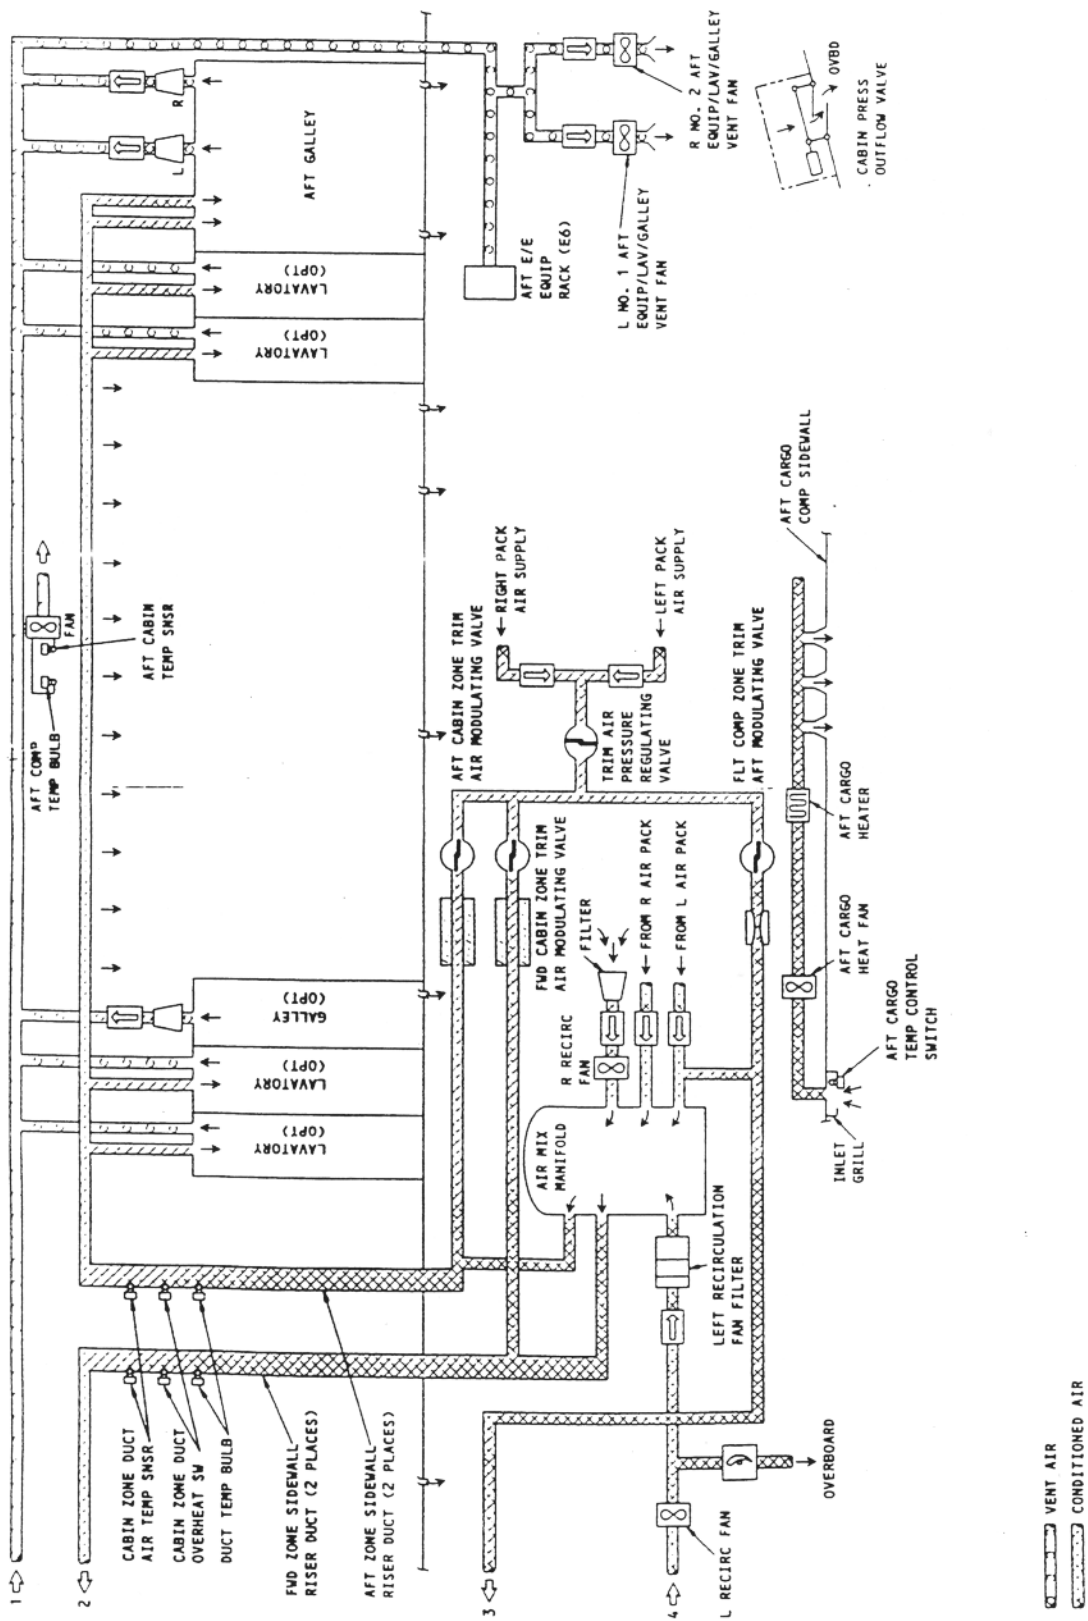 1
2
3
4
R
L
AFT GALLEY
LAVATORY
(OPT)
LAVATORY
(OPT)
AFT E/E
EQUIP
RACK (E6)
L NO. 1 AFT
EQUIP/LAV/GALLEY
VENT FAN
R NO. 2 AFT
EQUIP/LAV/GALLEY
VENT FAN
OVBD
CABIN PRESS
OUTFLOW VALVE
FAN
AFT CABIN
TEMP SNSR
AFT COMP
TEMP BULB
GALLEY
(OPT)
LAVATORY
LAVATORY
(OPT)
CABIN ZONE DUCT
AIR TEMP SNSR
CABIN ZONE DUCT
OVERHEAT SW
DUCT TEMP BULB
FWD ZONE SIDEWALL
RISER DUCT (2 PLACES)
AFT ZONE SIDEWALL
RISER DUCT (2 PLACES)
AFT CABIN ZONE TRIM
AIR MODULATING VALVE
RIGHT PACK
AIR SUPPLY
LEFT PACK
AIR SUPPLY
TRIM AIR
PRESSURE
REGULATING
VALVE
FWD CABIN ZONE TRIM
AIR MODULATING VALVE
FLT COMP ZONE TRIM
AFT MODULATING VALVE
FILTER
FROM R AIR PACK
FROM L AIR PACK
R RECIRC
FAN
AIR MIX
MANIFOLD
LEFT RECIRCULATION
FAN FILTER
L RECIRC FAN
OVERBOARD
AFT CARGO
COMP SIDEWALL
AFT CARGO
HEATER
AFT CARGO
HEAT FAN
AFT CARGO
TEMP CONTROL
SWITCH
INLET
GRILL
VENT AIR
CONDITIONED AIR